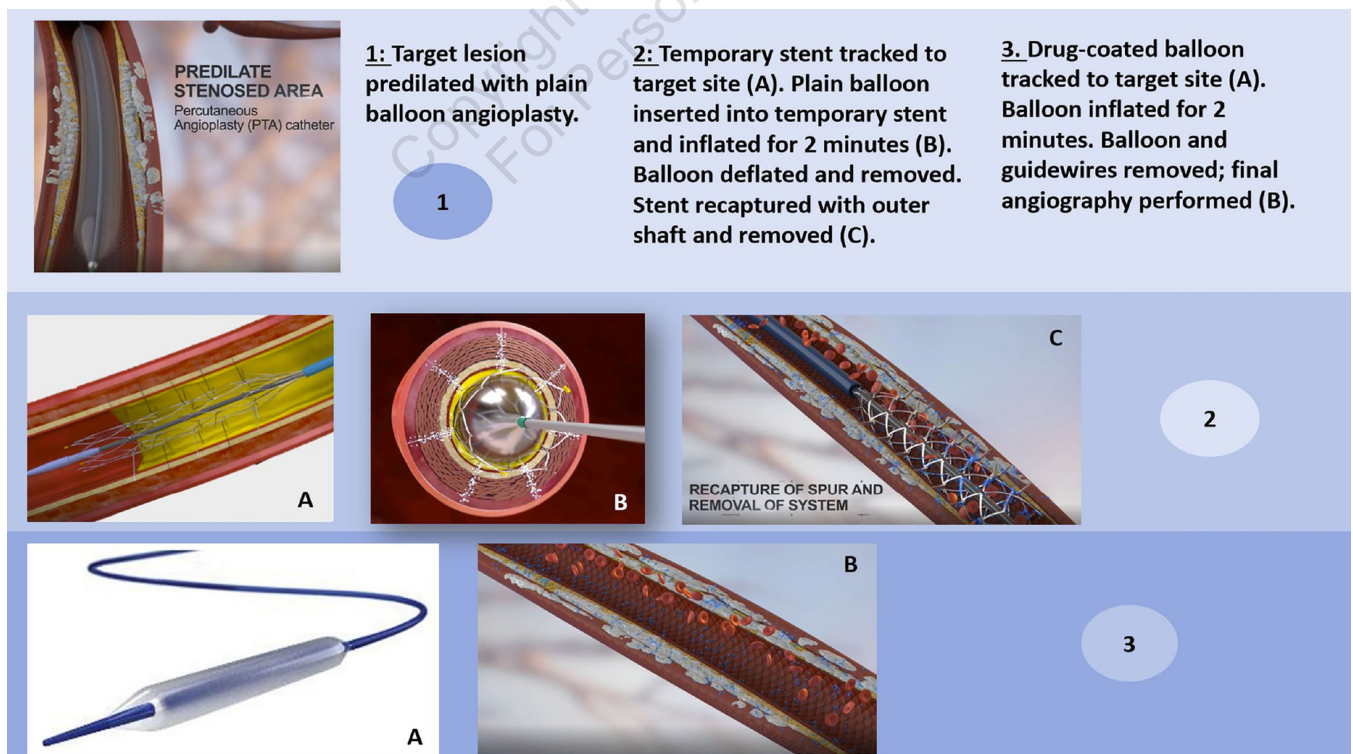 Copyright
For Perso
PREDILATE
STENOSED AREA
Percutaneous
Angioplasty (PTA) catheter
1: Target lesion
predilated with plain
balloon angioplasty.
1
2: Temporary stent tracked to
target site (A). Plain balloon
inserted into temporary stent
and inflated for 2 minutes (B).
Balloon deflated and removed.
Stent recaptured with outer
shaft and removed (C).
3. Drug-coated balloon
tracked to target site (A).
Balloon inflated for 2
minutes. Balloon and
guidewires removed; final
angiography performed (B).
A
B
C
RECAPTURE OF SPUR AND
REMOVAL OF SYSTEM
2
A
B
3